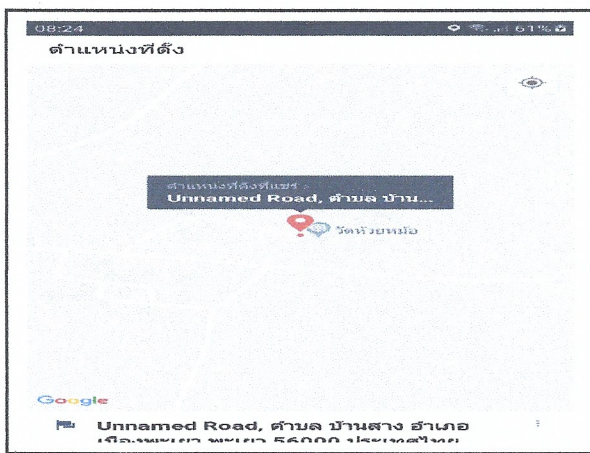 08:24 61%
ตำแหน่งที่ตั้ง
ตำแหน่งที่ตั้งที่แชร์ >
Unnamed Road, ตำบล บ้าน...
วัดห้วยหม้อ
Google
Unnamed Road, ตำบล บ้านสาง อำเภอ
เมืองพะเยา พะเยา 56000 ประเทศไทย